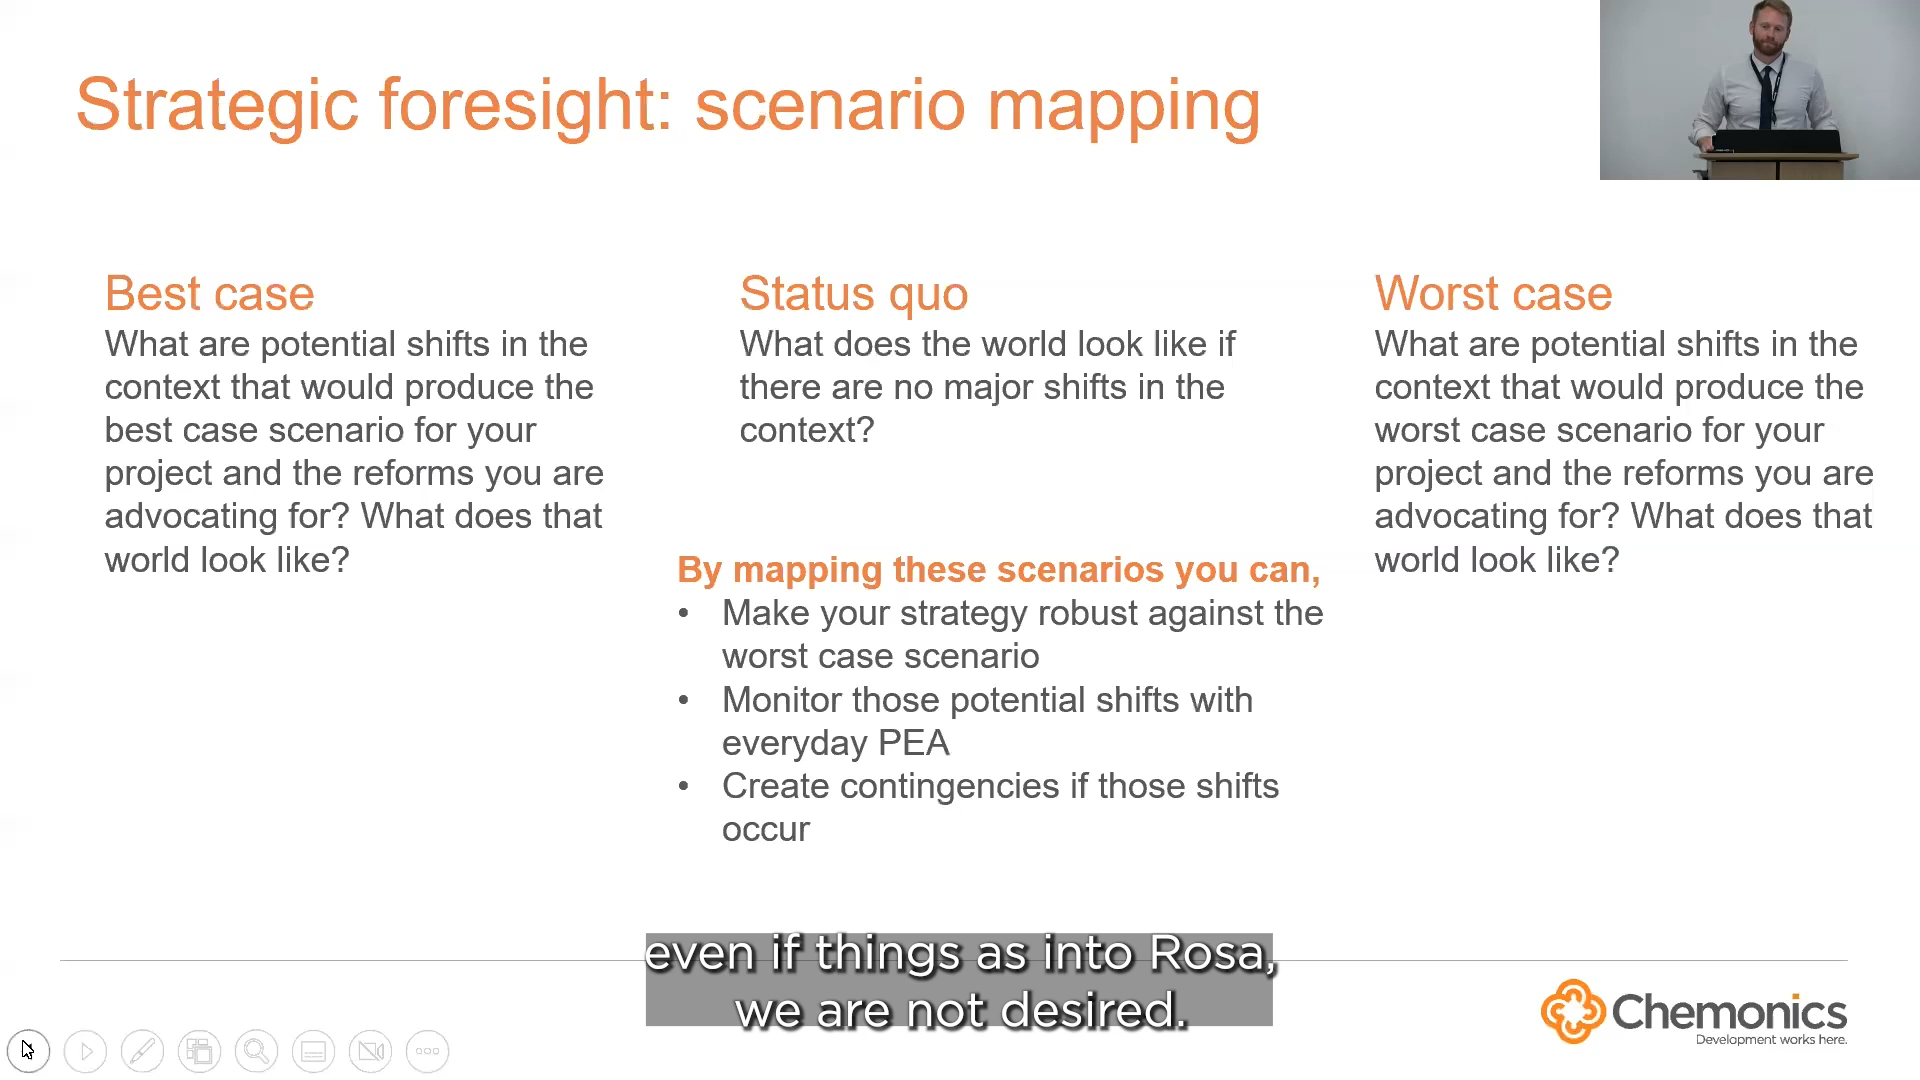 Strategic foresight: scenario mapping
Best case
What are potential shifts in the
context that would produce the
best case scenario for your
project and the reforms you are
advocating for? What does that
world look like?
Status quo
What does the world look like if
there are no major shifts in the
context?
By mapping these scenarios you can,
• Make your strategy robust against the
worst case scenario
• Monitor those potential shifts with
everyday PEA
• Create contingencies if those shifts
occur
Worst case
What are potential shifts in the
context that would produce the
worst case scenario for your
project and the reforms you are
advocating for? What does that
world look like?
even if things as into Rosa,
we are not desired.
Chemonics
Development works here.